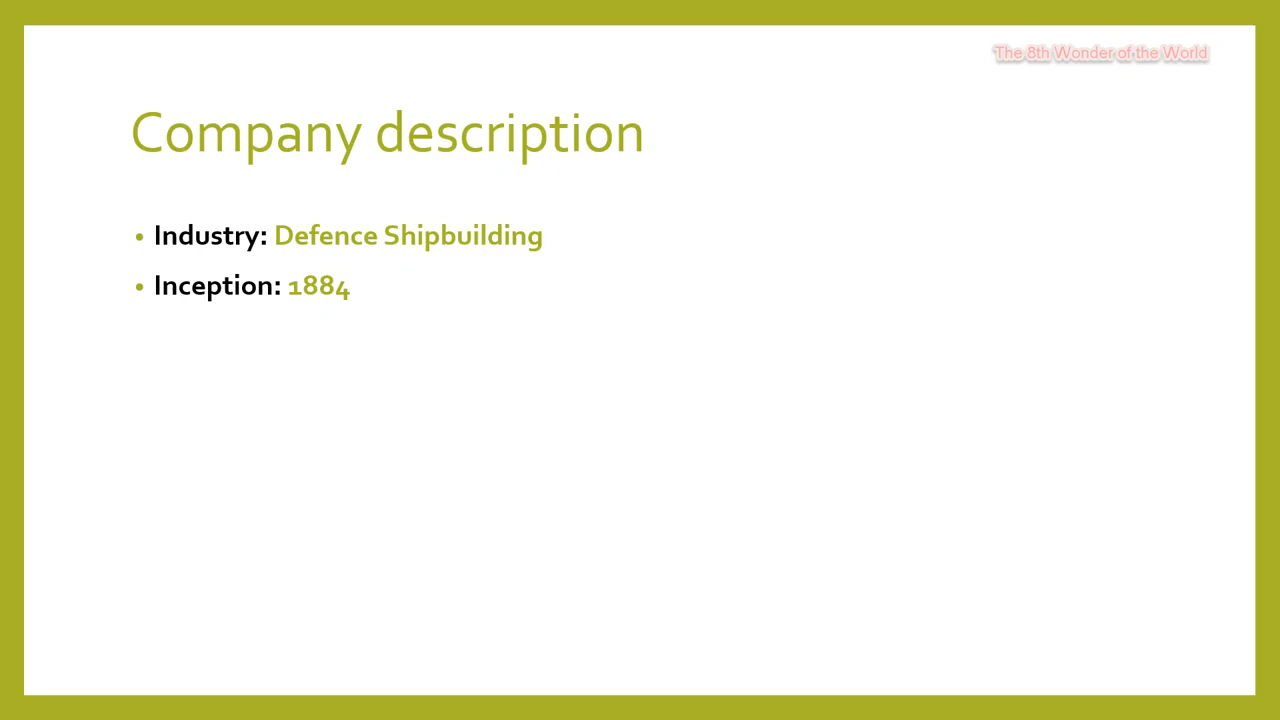 The 8th Wonder of the World
Company description
• Industry: Defence Shipbuilding
• Inception: 1884